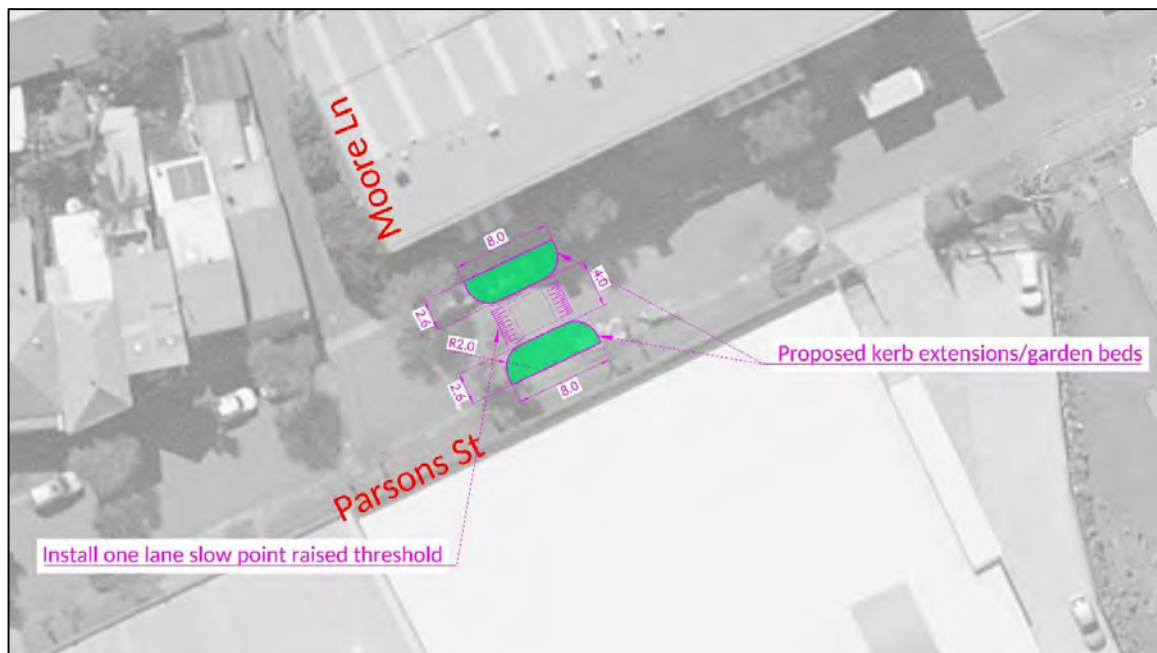 Moore Ln
8.0
4.0
2.6
R2.0
2.6
8.0
Proposed kerb extensions/garden beds
Parsons St
Install one lane slow point raised threshold